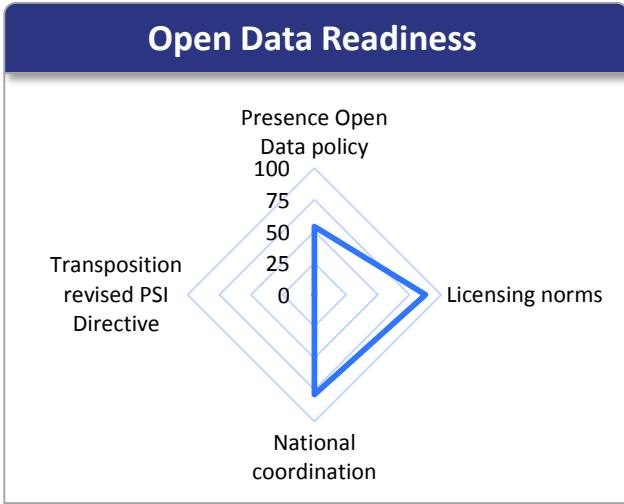 Open Data Readiness
Presence Open
Data policy
100
75
50
25
0
Transposition
revised PSI
Directive
Licensing norms
National
coordination